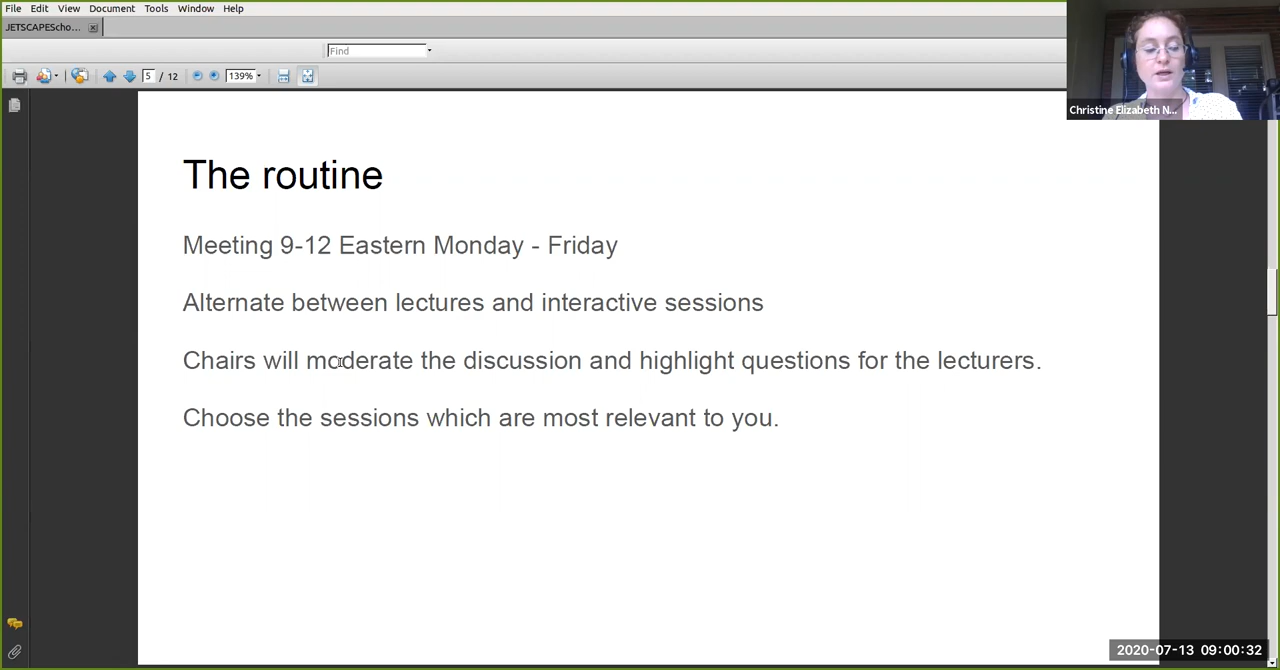 File Edit View Document Tools Window Help
JETSCAPEScho...
Find
5 / 12 139%
Christine Elizabeth N...
The routine
Meeting 9-12 Eastern Monday - Friday
Alternate between lectures and interactive sessions
Chairs will moderate the discussion and highlight questions for the lecturers.
Choose the sessions which are most relevant to you.
2020-07-13 09:00:32